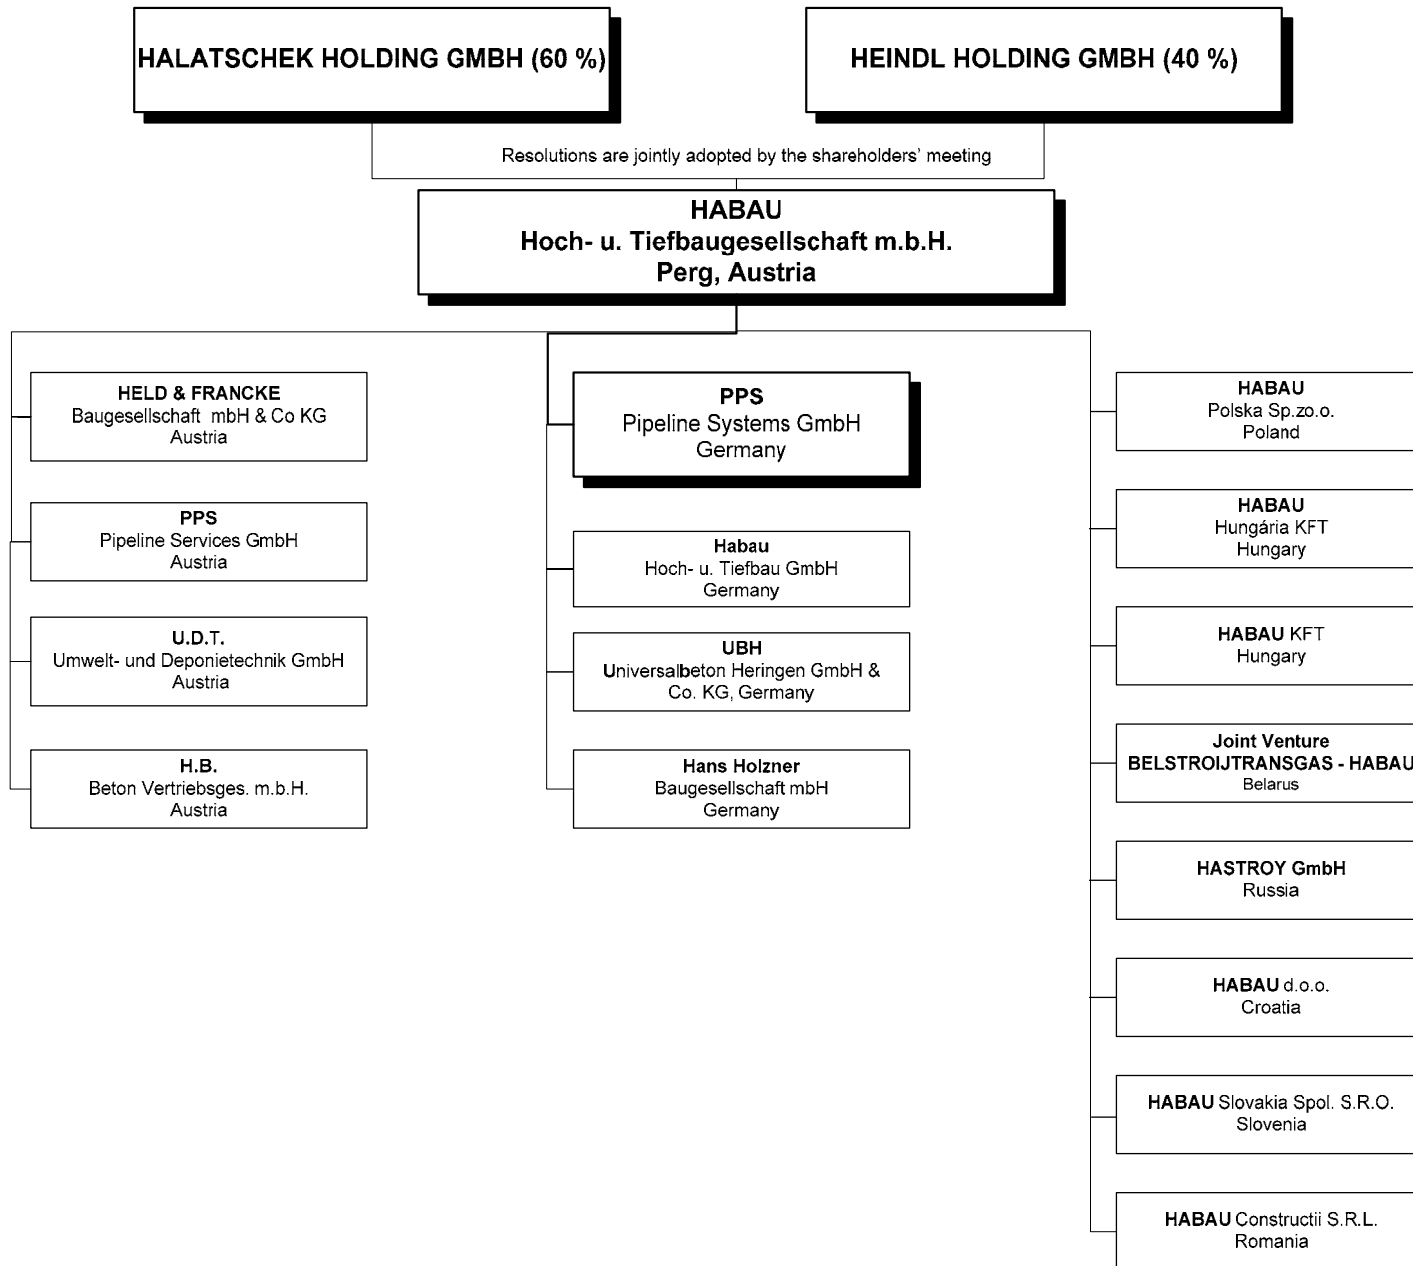 HALATSCHEK HOLDING GMBH (60 %)
HEINDL HOLDING GMBH (40 %)
Resolutions are jointly adopted by the shareholders' meeting
HABAU
Hoch- u. Tiefbaugesellschaft m.b.H.
Perg, Austria
HELD & FRANCKE
Baugesellschaft mbH & Co KG
Austria
PPS
Pipeline Services GmbH
Austria
U.D.T.
Umwelt- und Deponietechnik GmbH
Austria
H.B.
Beton Vertriebsges. m.b.H.
Austria
PPS
Pipeline Systems GmbH
Germany
Habau
Hoch- u. Tiefbau GmbH
Germany
UBH
Universalbeton Heringen GmbH &
Co. KG, Germany
Hans Holzner
Baugesellschaft mbH
Germany
HABAU
Polska Sp.zo.o.
Poland
HABAU
Hungária KFT
Hungary
HABAU KFT
Hungary
Joint Venture
BELSTROIJTRANSGAS - HABAU
Belarus
HASTROY GmbH
Russia
HABAU d.o.o.
Croatia
HABAU Slovakia Spol. S.R.O.
Slovenia
HABAU Constructii S.R.L.
Romania